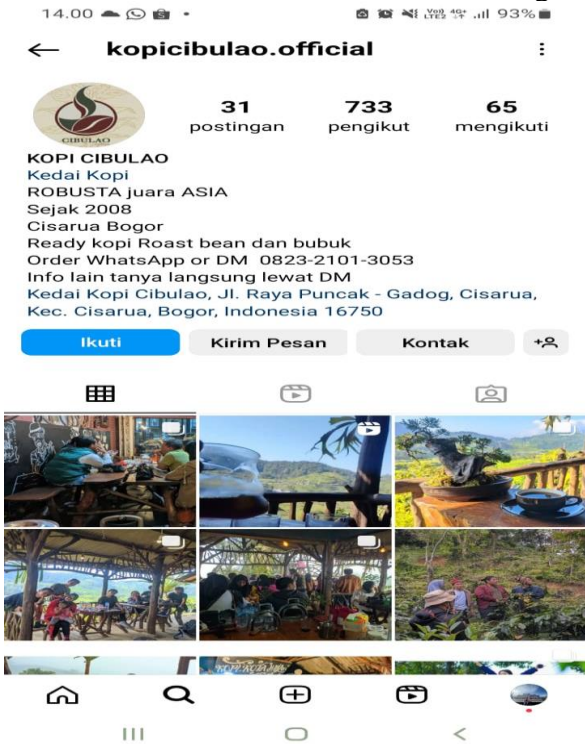 14.00
Vo)) LTE2 4G+ 93%
kopicibulao.official
CIBULAO
31 733 65
postingan pengikut mengikuti
KOPI CIBULAO
Kedai Kopi
ROBUSTA juara ASIA
Sejak 2008
Cisarua Bogor
Ready kopi Roast bean dan bubuk
Order WhatsApp or DM 0823-2101-3053
Info lain tanya langsung lewat DM
Kedai Kopi Cibulao, Jl. Raya Puncak - Gadog, Cisarua,
Kec. Cisarua, Bogor, Indonesia 16750
Ikuti Kirim Pesan Kontak